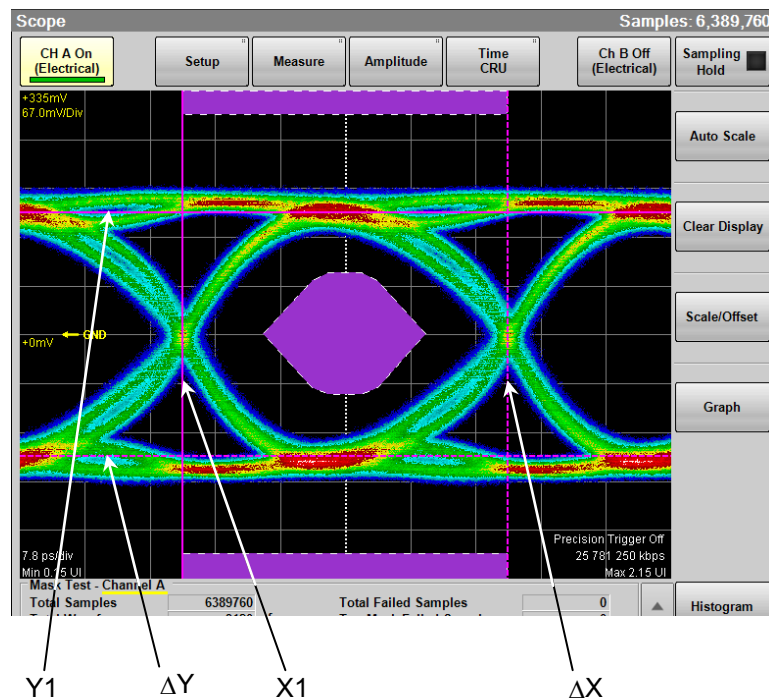 Scope
Samples: 6,389,760
CH A On
(Electrical)
Setup
Measure
Amplitude
Time
CRU
Ch B Off
(Electrical)
Sampling
Hold
+335mV
67.0mV/Div
Auto Scale
Clear Display
Scale/Offset
+0mV
GND
Graph
Precision Trigger Off
7.8 ps/div
25 781 250 kbps
Min 0.15 UI
Max 2.15 UI
Mask Test - Channel A
Total Samples
6389760
Total Failed Samples
0
Histogram
Y1
ΔY
X1
ΔX